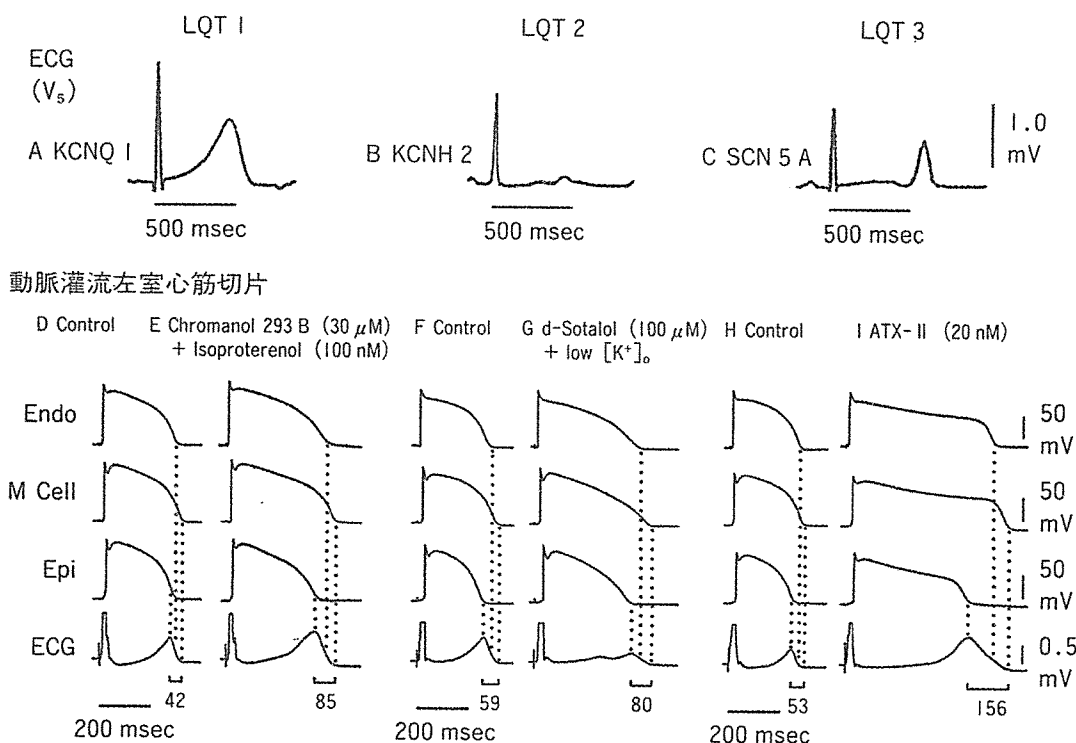 LQT 1 LQT 2 LQT 3
ECG
(Vs)
A KCNQ 1 B KCNH 2 C SCN 5 A
1.0
mV
500 msec 500 msec 500 msec
動脈灌流左室心筋切片
D Control E Chromanol 293 B (30 μM) F Control G d-Sotalol (100 μM) H Control I ATX-II (20 nM)
+ Isoproterenol (100 nM) + low [K+]o
Endo 50
mV
M Cell 50
mV
Epi 50
mV
ECG 0.5
mV
42 85 59 80 53 156
200 msec 200 msec 200 msec